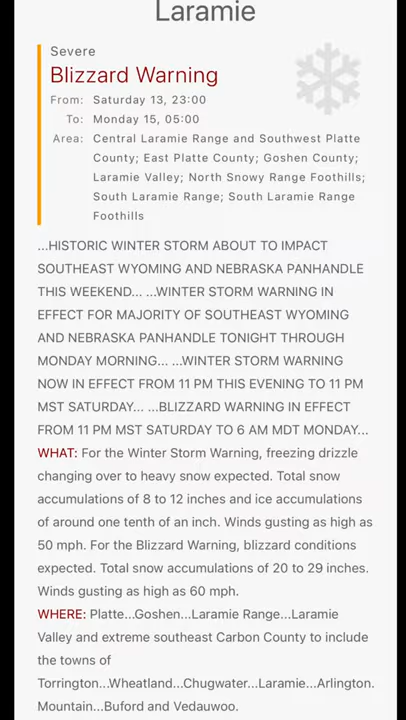 Laramie
Severe
Blizzard Warning
From: Saturday 13, 23:00
To: Monday 15, 05:00
Area: Central Laramie Range and Southwest Platte
County; East Platte County; Goshen County;
Laramie Valley; North Snowy Range Foothills;
South Laramie Range; South Laramie Range
Foothills
...HISTORIC WINTER STORM ABOUT TO IMPACT
SOUTHEAST WYOMING AND NEBRASKA PANHANDLE
THIS WEEKEND... ...WINTER STORM WARNING IN
EFFECT FOR MAJORITY OF SOUTHEAST WYOMING
AND NEBRASKA PANHANDLE TONIGHT THROUGH
MONDAY MORNING... ...WINTER STORM WARNING
NOW IN EFFECT FROM 11 PM THIS EVENING TO 11 PM
MST SATURDAY... ...BLIZZARD WARNING IN EFFECT
FROM 11 PM MST SATURDAY TO 6 AM MDT MONDAY...
WHAT: For the Winter Storm Warning, freezing drizzle
changing over to heavy snow expected. Total snow
accumulations of 8 to 12 inches and ice accumulations
of around one tenth of an inch. Winds gusting as high as
50 mph. For the Blizzard Warning, blizzard conditions
expected. Total snow accumulations of 20 to 29 inches.
Winds gusting as high as 60 mph.
WHERE: Platte...Goshen...Laramie Range...Laramie
Valley and extreme southeast Carbon County to include
the towns of
Torrington...Wheatland...Chugwater...Laramie...Arlington.
Mountain...Buford and Vedauwoo.